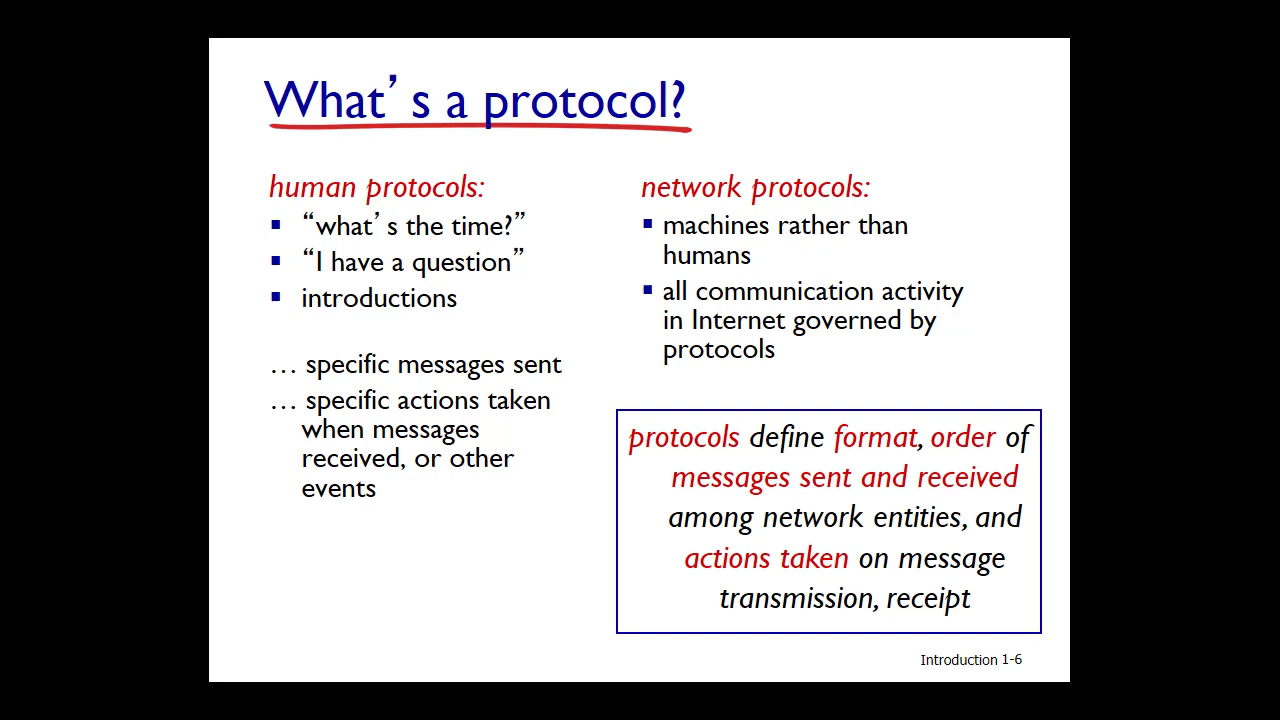 What’s a protocol?
human protocols:
▪ “what’s the time?”
▪ “I have a question”
▪ introductions
… specific messages sent
… specific actions taken
when messages
received, or other
events
network protocols:
▪ machines rather than
humans
▪ all communication activity
in Internet governed by
protocols
protocols define format, order of
messages sent and received
among network entities, and
actions taken on message
transmission, receipt
Introduction 1-6